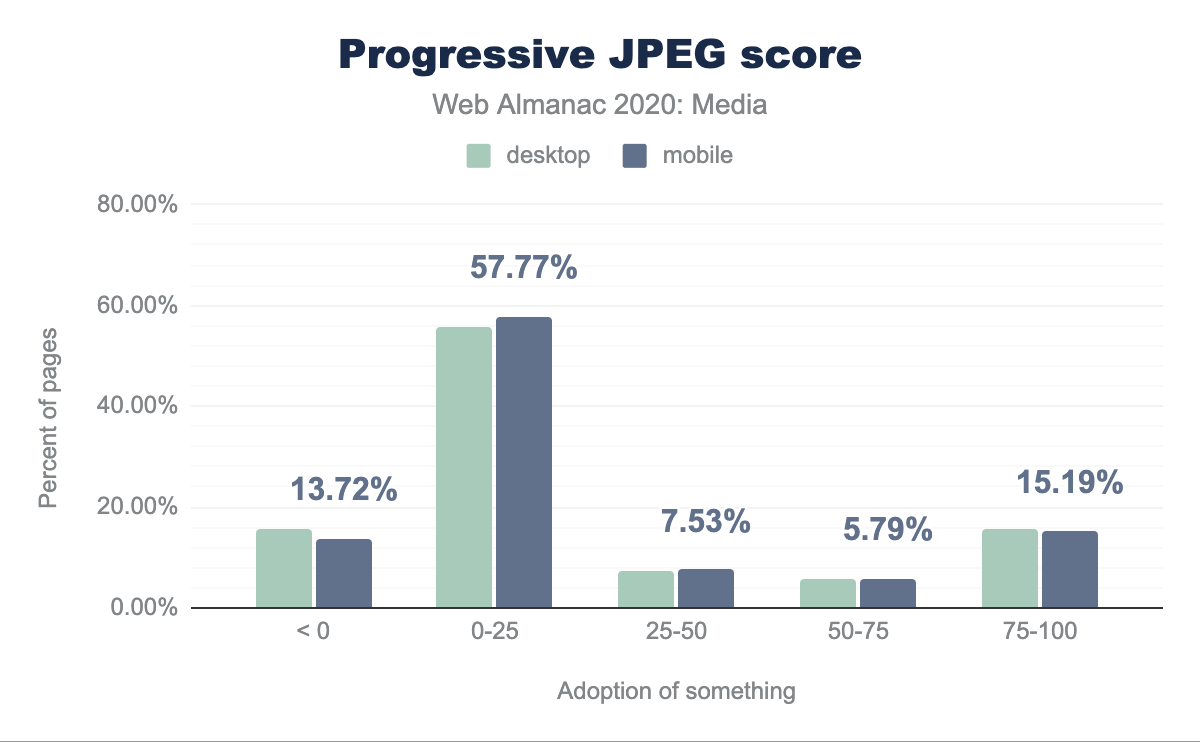 Progressive JPEG score
Web Almanac 2020: Media
desktop mobile
80.00%
60.00%
40.00%
20.00%
0.00%
Percent of pages
13.72%
57.77%
7.53%
5.79%
15.19%
< 0 0-25 25-50 50-75 75-100
Adoption of something